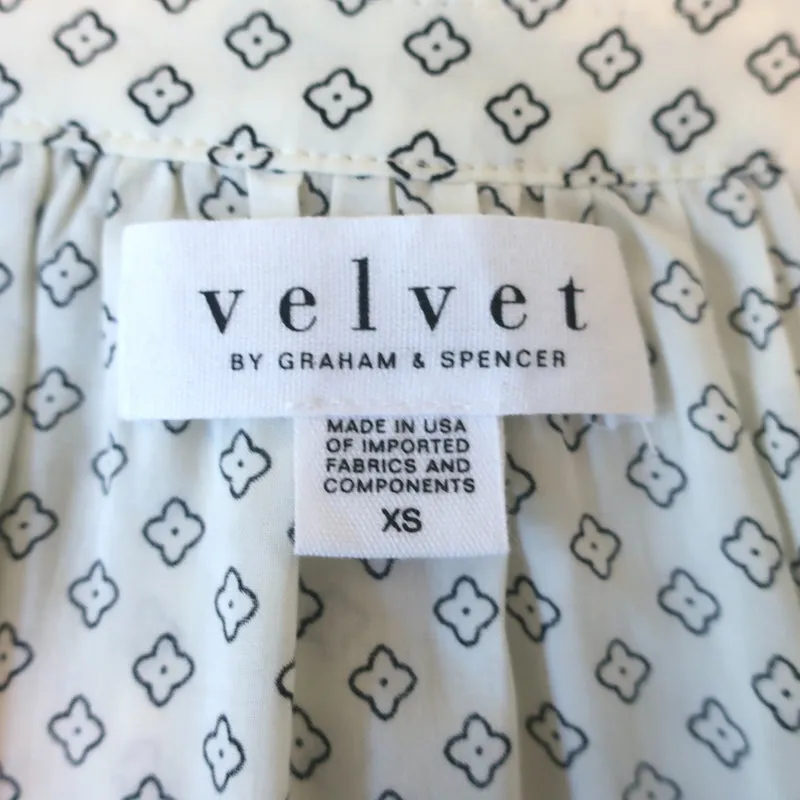 velvet
BY GRAHAM & SPENCER
MADE IN USA
OF IMPORTED
FABRICS AND
COMPONENTS
XS